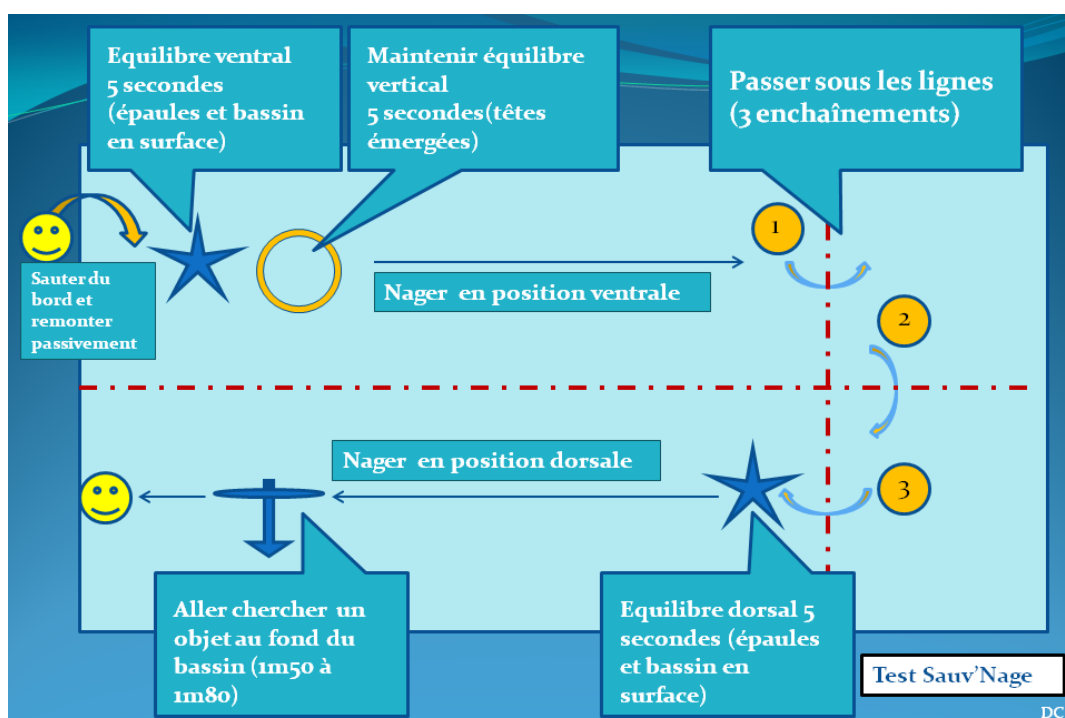 Equilibre ventral
5 secondes
(épaules et bassin
en surface)
Maintenir équilibre
vertical
5 secondes(têtes
émergées)
Passer sous les lignes
(3 enchaînements)
Sauter du
bord et
remonter
passivement
1
Nager en position ventrale
2
Nager en position dorsale
3
Aller chercher un
objet au fond du
bassin (1m50 à
1m80)
Equilibre dorsal 5
secondes (épaules
et bassin en
surface)
Test Sauv’Nage
DC